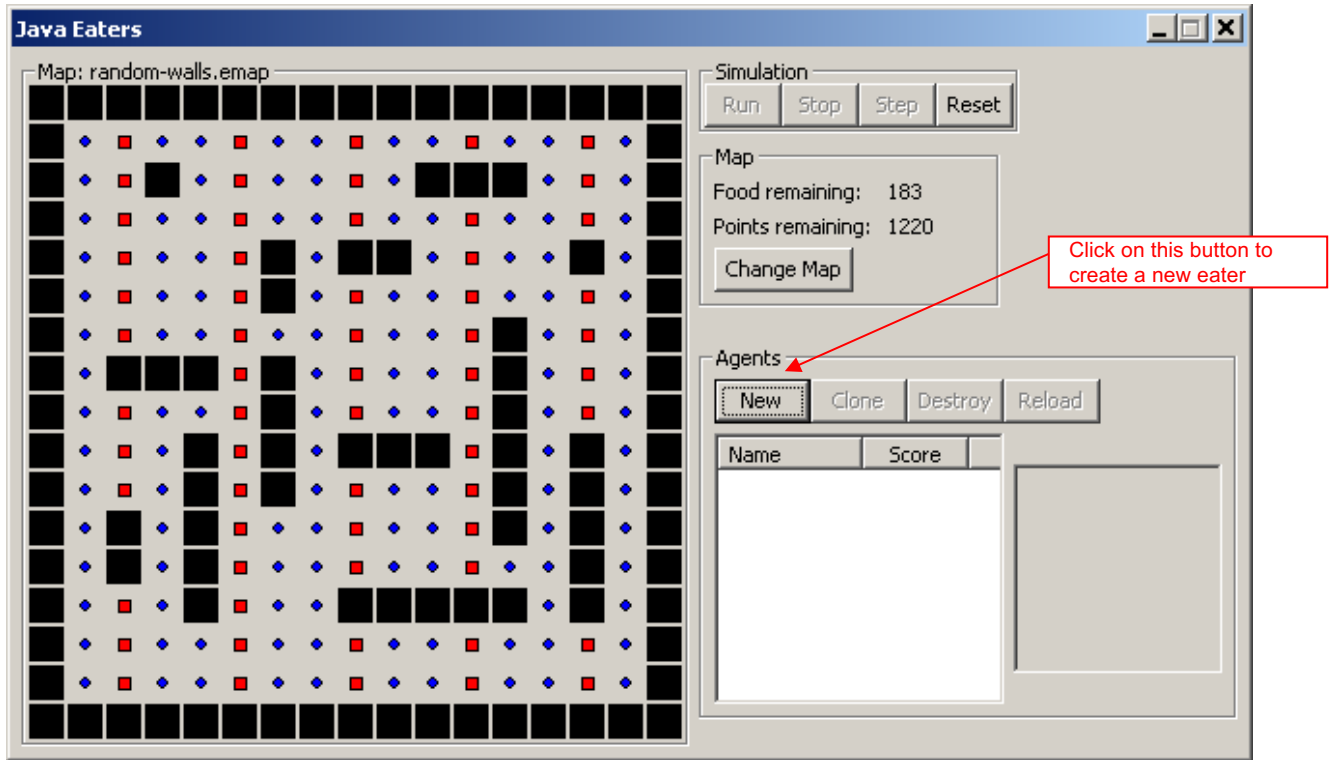 Java Eaters
Map: random-walls.emap
Simulation
Run Stop Step Reset
Map
Food remaining: 183
Points remaining: 1220
Change Map
Click on this button to
create a new eater
Agents
New Clone Destroy Reload
Name Score